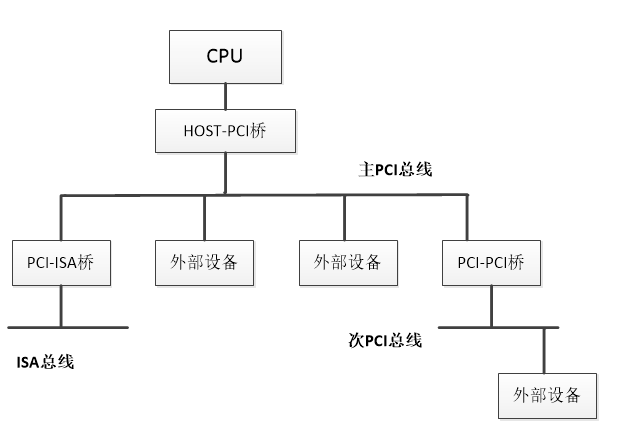 CPU
HOST-PCI桥
主PCI总线
PCI-ISA桥
外部设备
外部设备
PCI-PCI桥
ISA总线
次PCI总线
外部设备